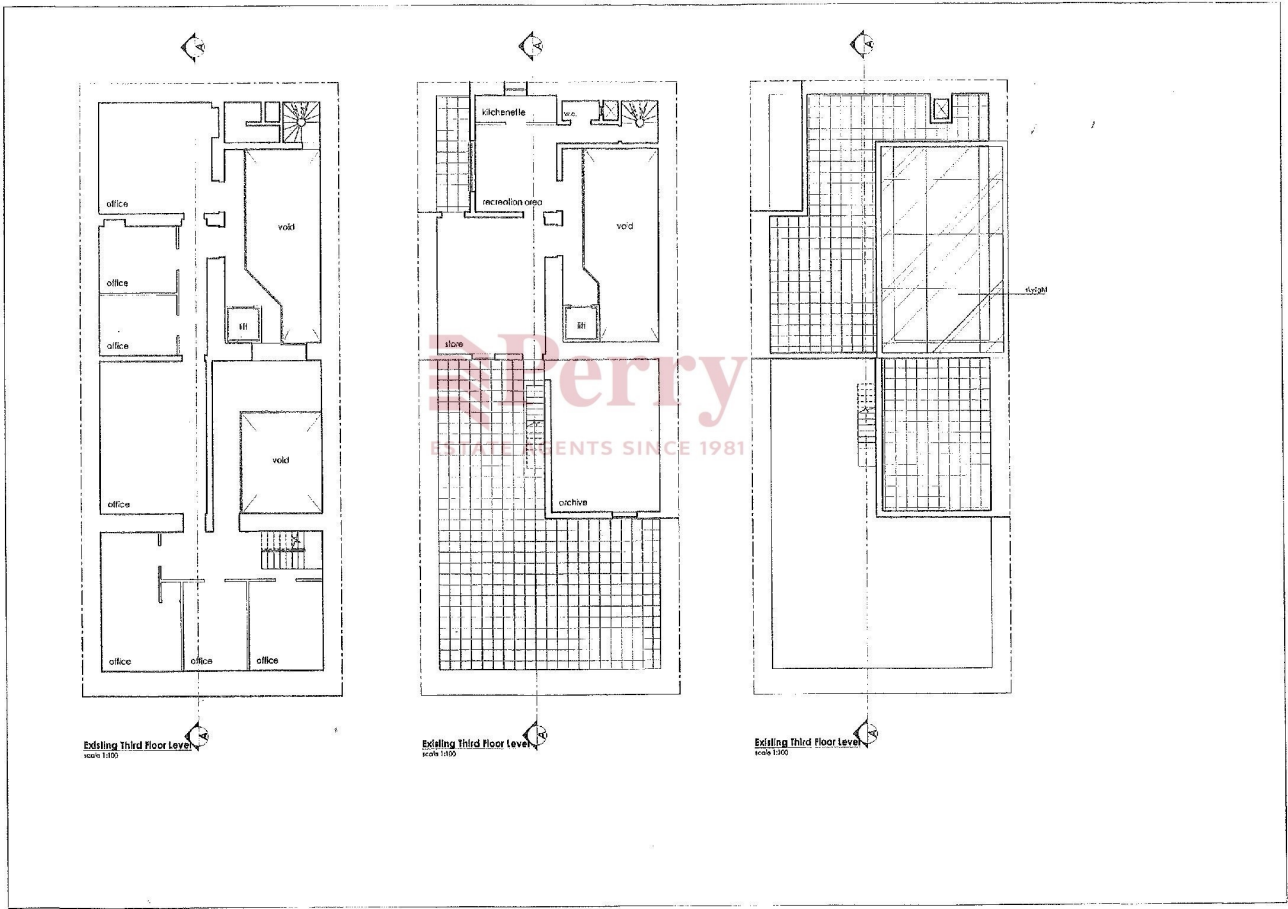 A
A
A
kitchenette
w.c.
office
recreation area
void
void
office
skylight
lift
lift
office
store
Perry
ESTATE AGENTS SINCE 1981
void
office
archive
office
office
office
A
A
A
Existing Third Floor Level
scale 1:100
Existing Third Floor Level
scale 1:100
Existing Third Floor Level
scale 1:100